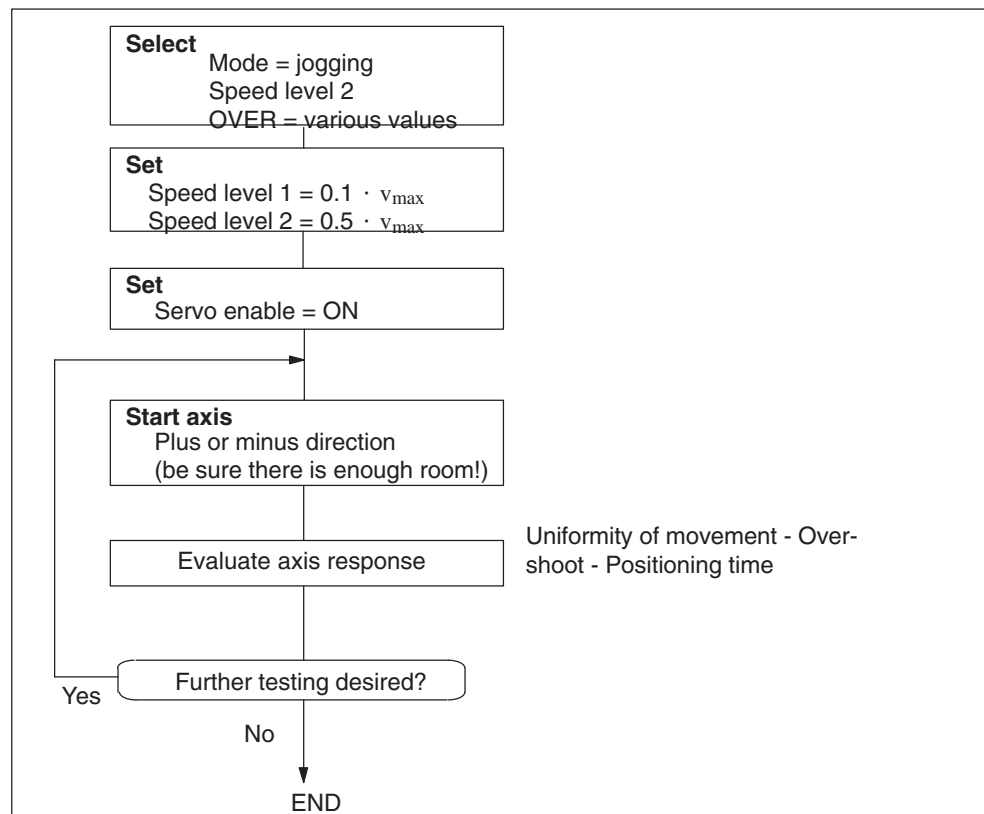 Select
Mode = jogging
Speed level 2
OVER = various values
Set
Speed level 1 = 0.1 · vmax
Speed level 2 = 0.5 · vmax
Set
Servo enable = ON
Start axis
Plus or minus direction
(be sure there is enough room!)
Evaluate axis response
Uniformity of movement - Over-
shoot - Positioning time
Further testing desired?
Yes
No
END